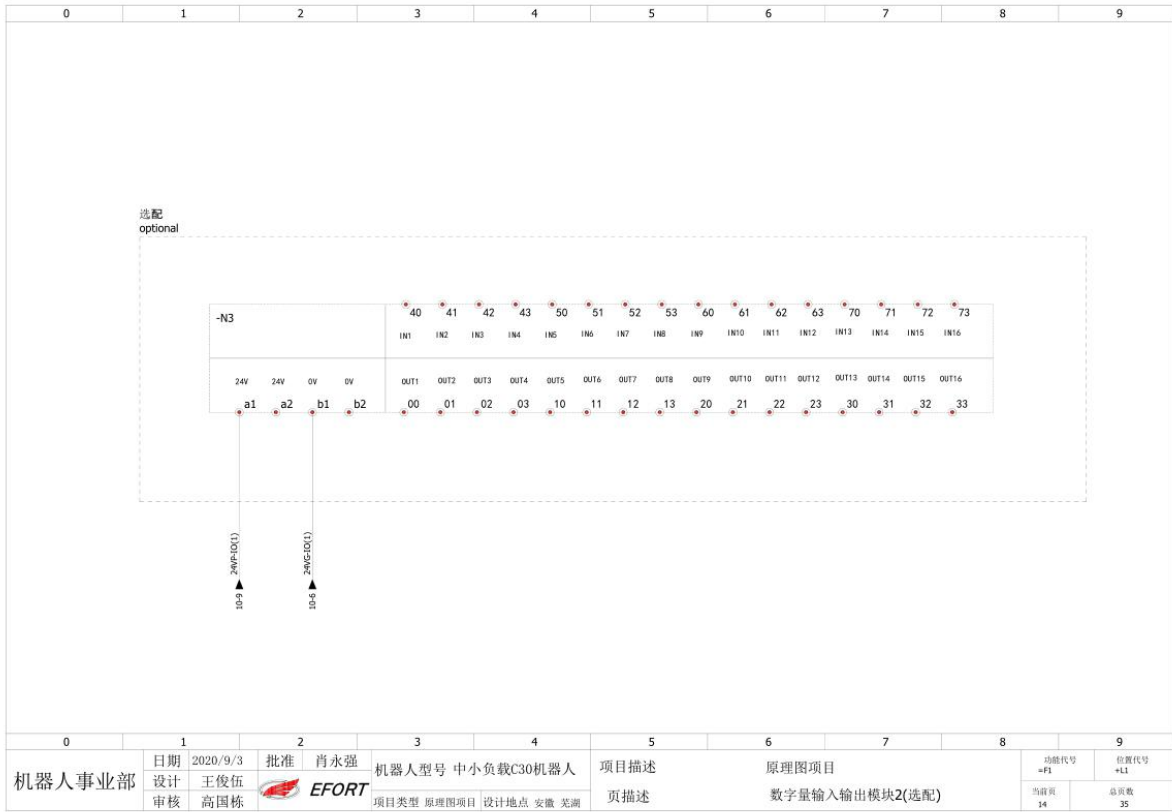 0 1 2 3 4 5 6 7 8 9
选配
optional
-N3
40 41 42 43 50 51 52 53 60 61 62 63 70 71 72 73
IN1 IN2 IN3 IN4 IN5 IN6 IN7 IN8 IN9 IN10 IN11 IN12 IN13 IN14 IN15 IN16
24V 24V 0V 0V OUT1 OUT2 OUT3 OUT4 OUT5 OUT6 OUT7 OUT8 OUT9 OUT10 OUT11 OUT12 OUT13 OUT14 OUT15 OUT16
a1 a2 b1 b2 00 01 02 03 10 11 12 13 20 21 22 23 30 31 32 33
24VP-IO(1) 24VG-IO(1)
10-9 10-6
0 1 2 3 4 5 6 7 8 9
机器人事业部
日期 2020/9/3 批准 肖永强
设计 王俊伍
审核 高国栋
EFORT
机器人型号 中小负载C30机器人
项目类型 原理图项目 设计地点 安徽 芜湖
项目描述 原理图项目
页描述 数字量输入输出模块2(选配)
功能代号 位置代号
=F1 +L1
当前页 总页数
14 35